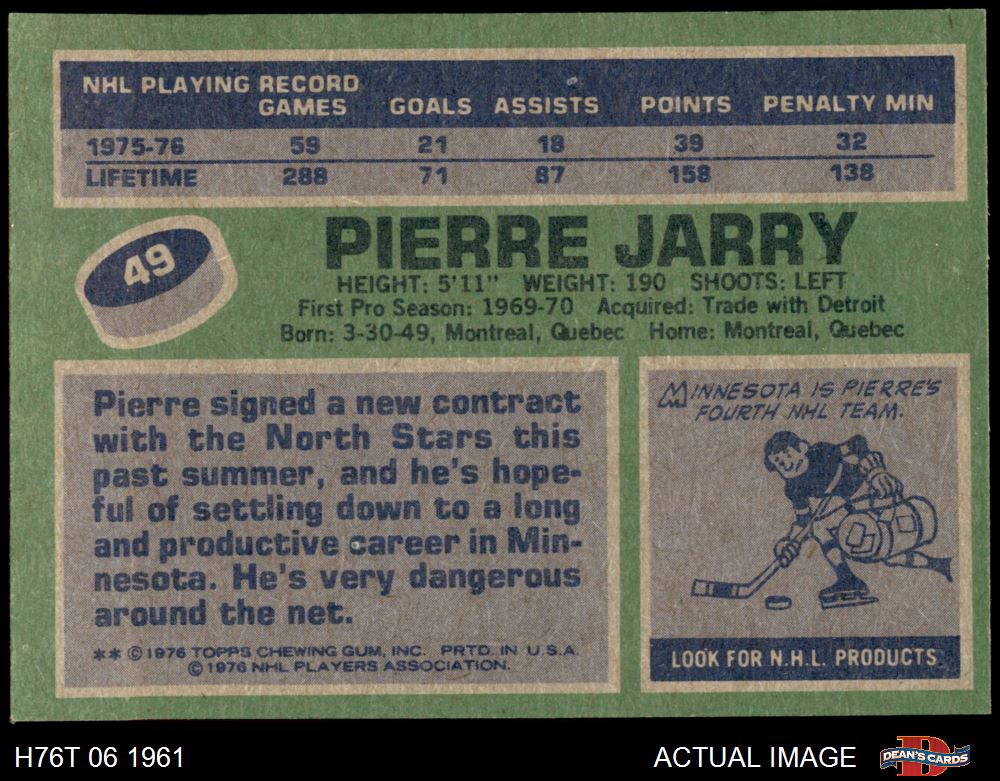 NHL PLAYING RECORD
GAMES GOALS ASSISTS POINTS PENALTY MIN
1975-76 59 21 18 39 32
LIFETIME 288 71 87 158 138
49
PIERRE JARRY
HEIGHT: 5'11" WEIGHT: 190 SHOOTS: LEFT
First Pro Season: 1969-70 Acquired: Trade with Detroit
Born: 3-30-49, Montreal, Quebec Home: Montreal, Quebec
Pierre signed a new contract
with the North Stars this
past summer, and he's hope-
ful of settling down to a long
and productive career in Min-
nesota. He's very dangerous
around the net.
** ©1976 TOPPS CHEWING GUM, INC. PRTD. IN U.S.A.
©1976 NHL PLAYERS ASSOCIATION.
MINNESOTA IS PIERRE'S
FOURTH NHL TEAM.
LOOK FOR N.H.L. PRODUCTS
H76T 06 1961
ACTUAL IMAGE
DEAN'S CARDS